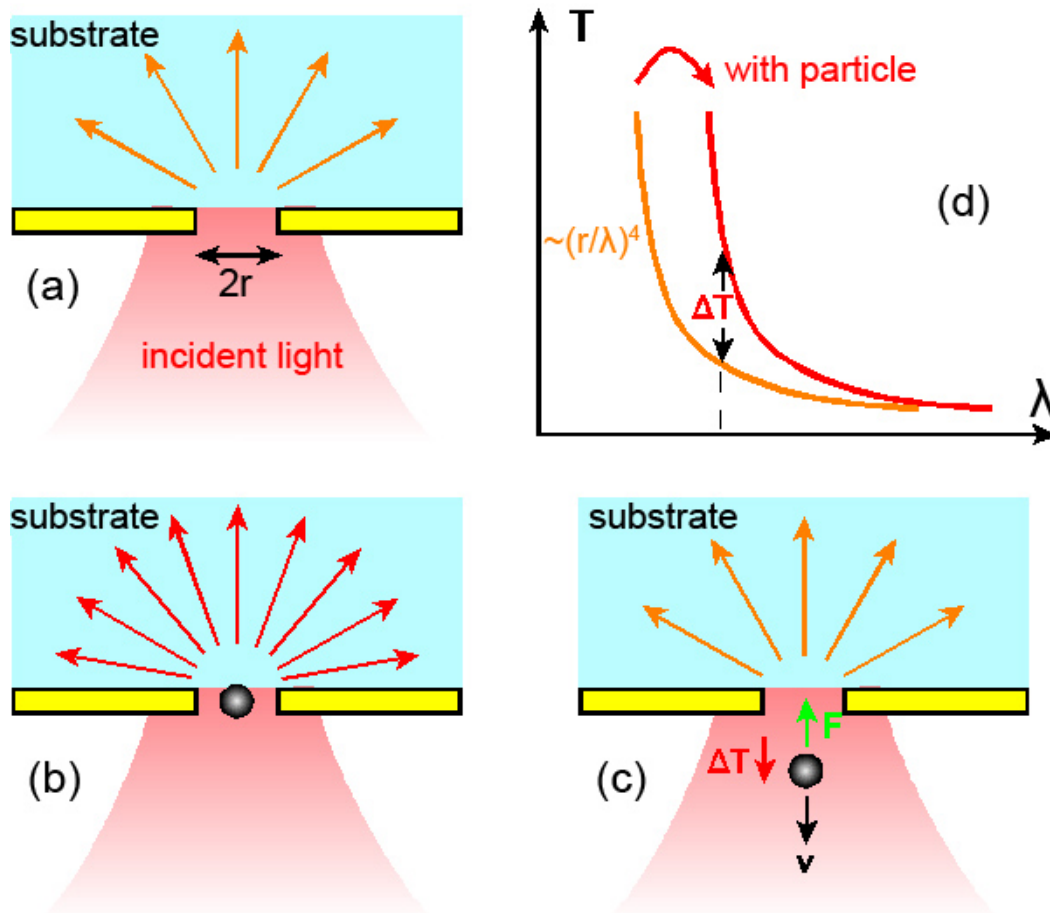 substrate
2r
(a)
incident light
T
with particle
(d)
~(r/λ)⁴
ΔT
λ
substrate
(b)
substrate
F
ΔT
(c)
v